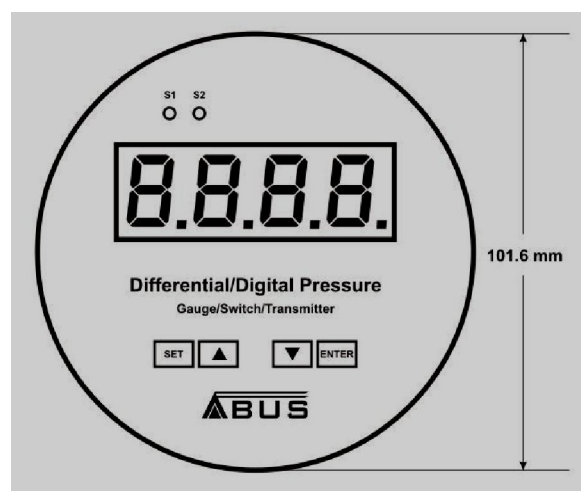 S1 S2
8.8.8.8.
101.6 mm
Differential/Digital Pressure
Gauge/Switch/Transmitter
SET ▲ ▼ ENTER
ABUS